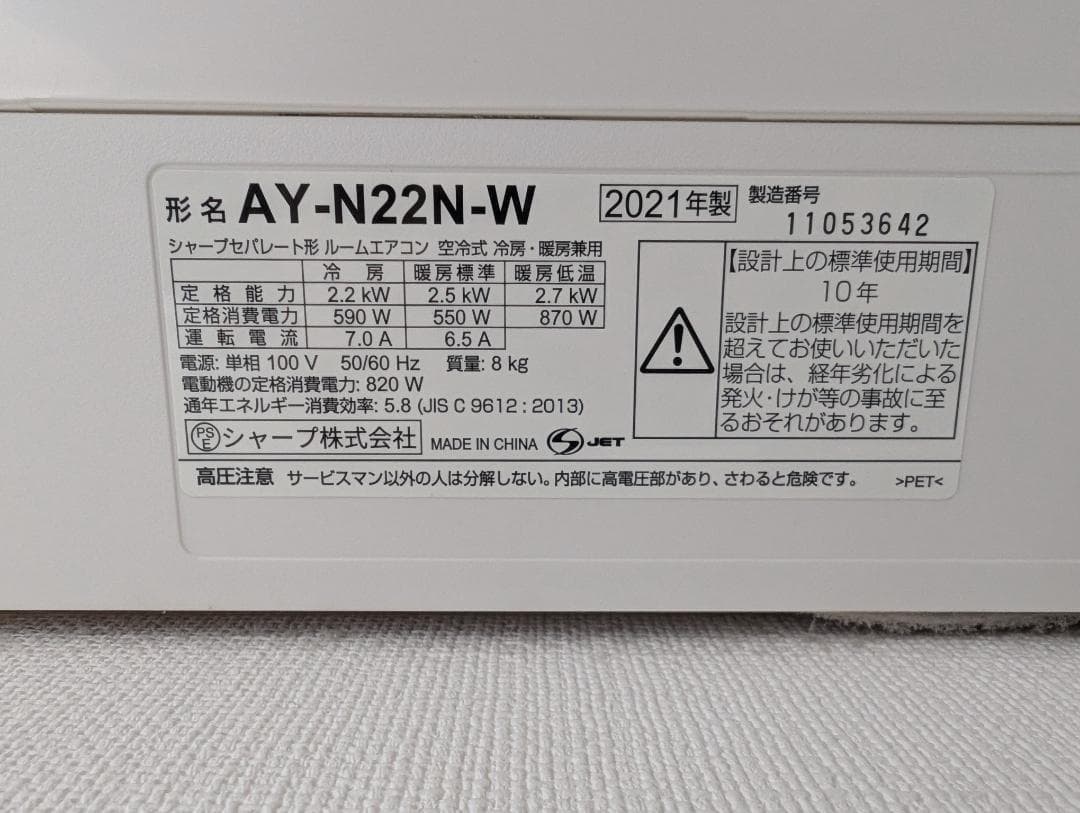 形名 AY-N22N-W 2021年製 製造番号
11053642
シャープセパレート形 ルームエアコン 空冷式 冷房・暖房兼用
冷房 暖房標準 暖房低温
定格能力 2.2 kW 2.5 kW 2.7 kW
定格消費電力 590 W 550 W 870 W
運転電流 7.0 A 6.5 A
電源: 単相 100 V 50/60 Hz 質量: 8 kg
電動機の定格消費電力: 820 W
通年エネルギー消費効率: 5.8 (JIS C 9612 : 2013)
PS E シャープ株式会社 MADE IN CHINA JET
【設計上の標準使用期間】
10年
設計上の標準使用期間を
超えてお使いいただいた
場合は、経年劣化による
発火・けが等の事故に至
るおそれがあります。
高圧注意 サービスマン以外の人は分解しない。内部に高電圧部があり、さわると危険です。 >PET<